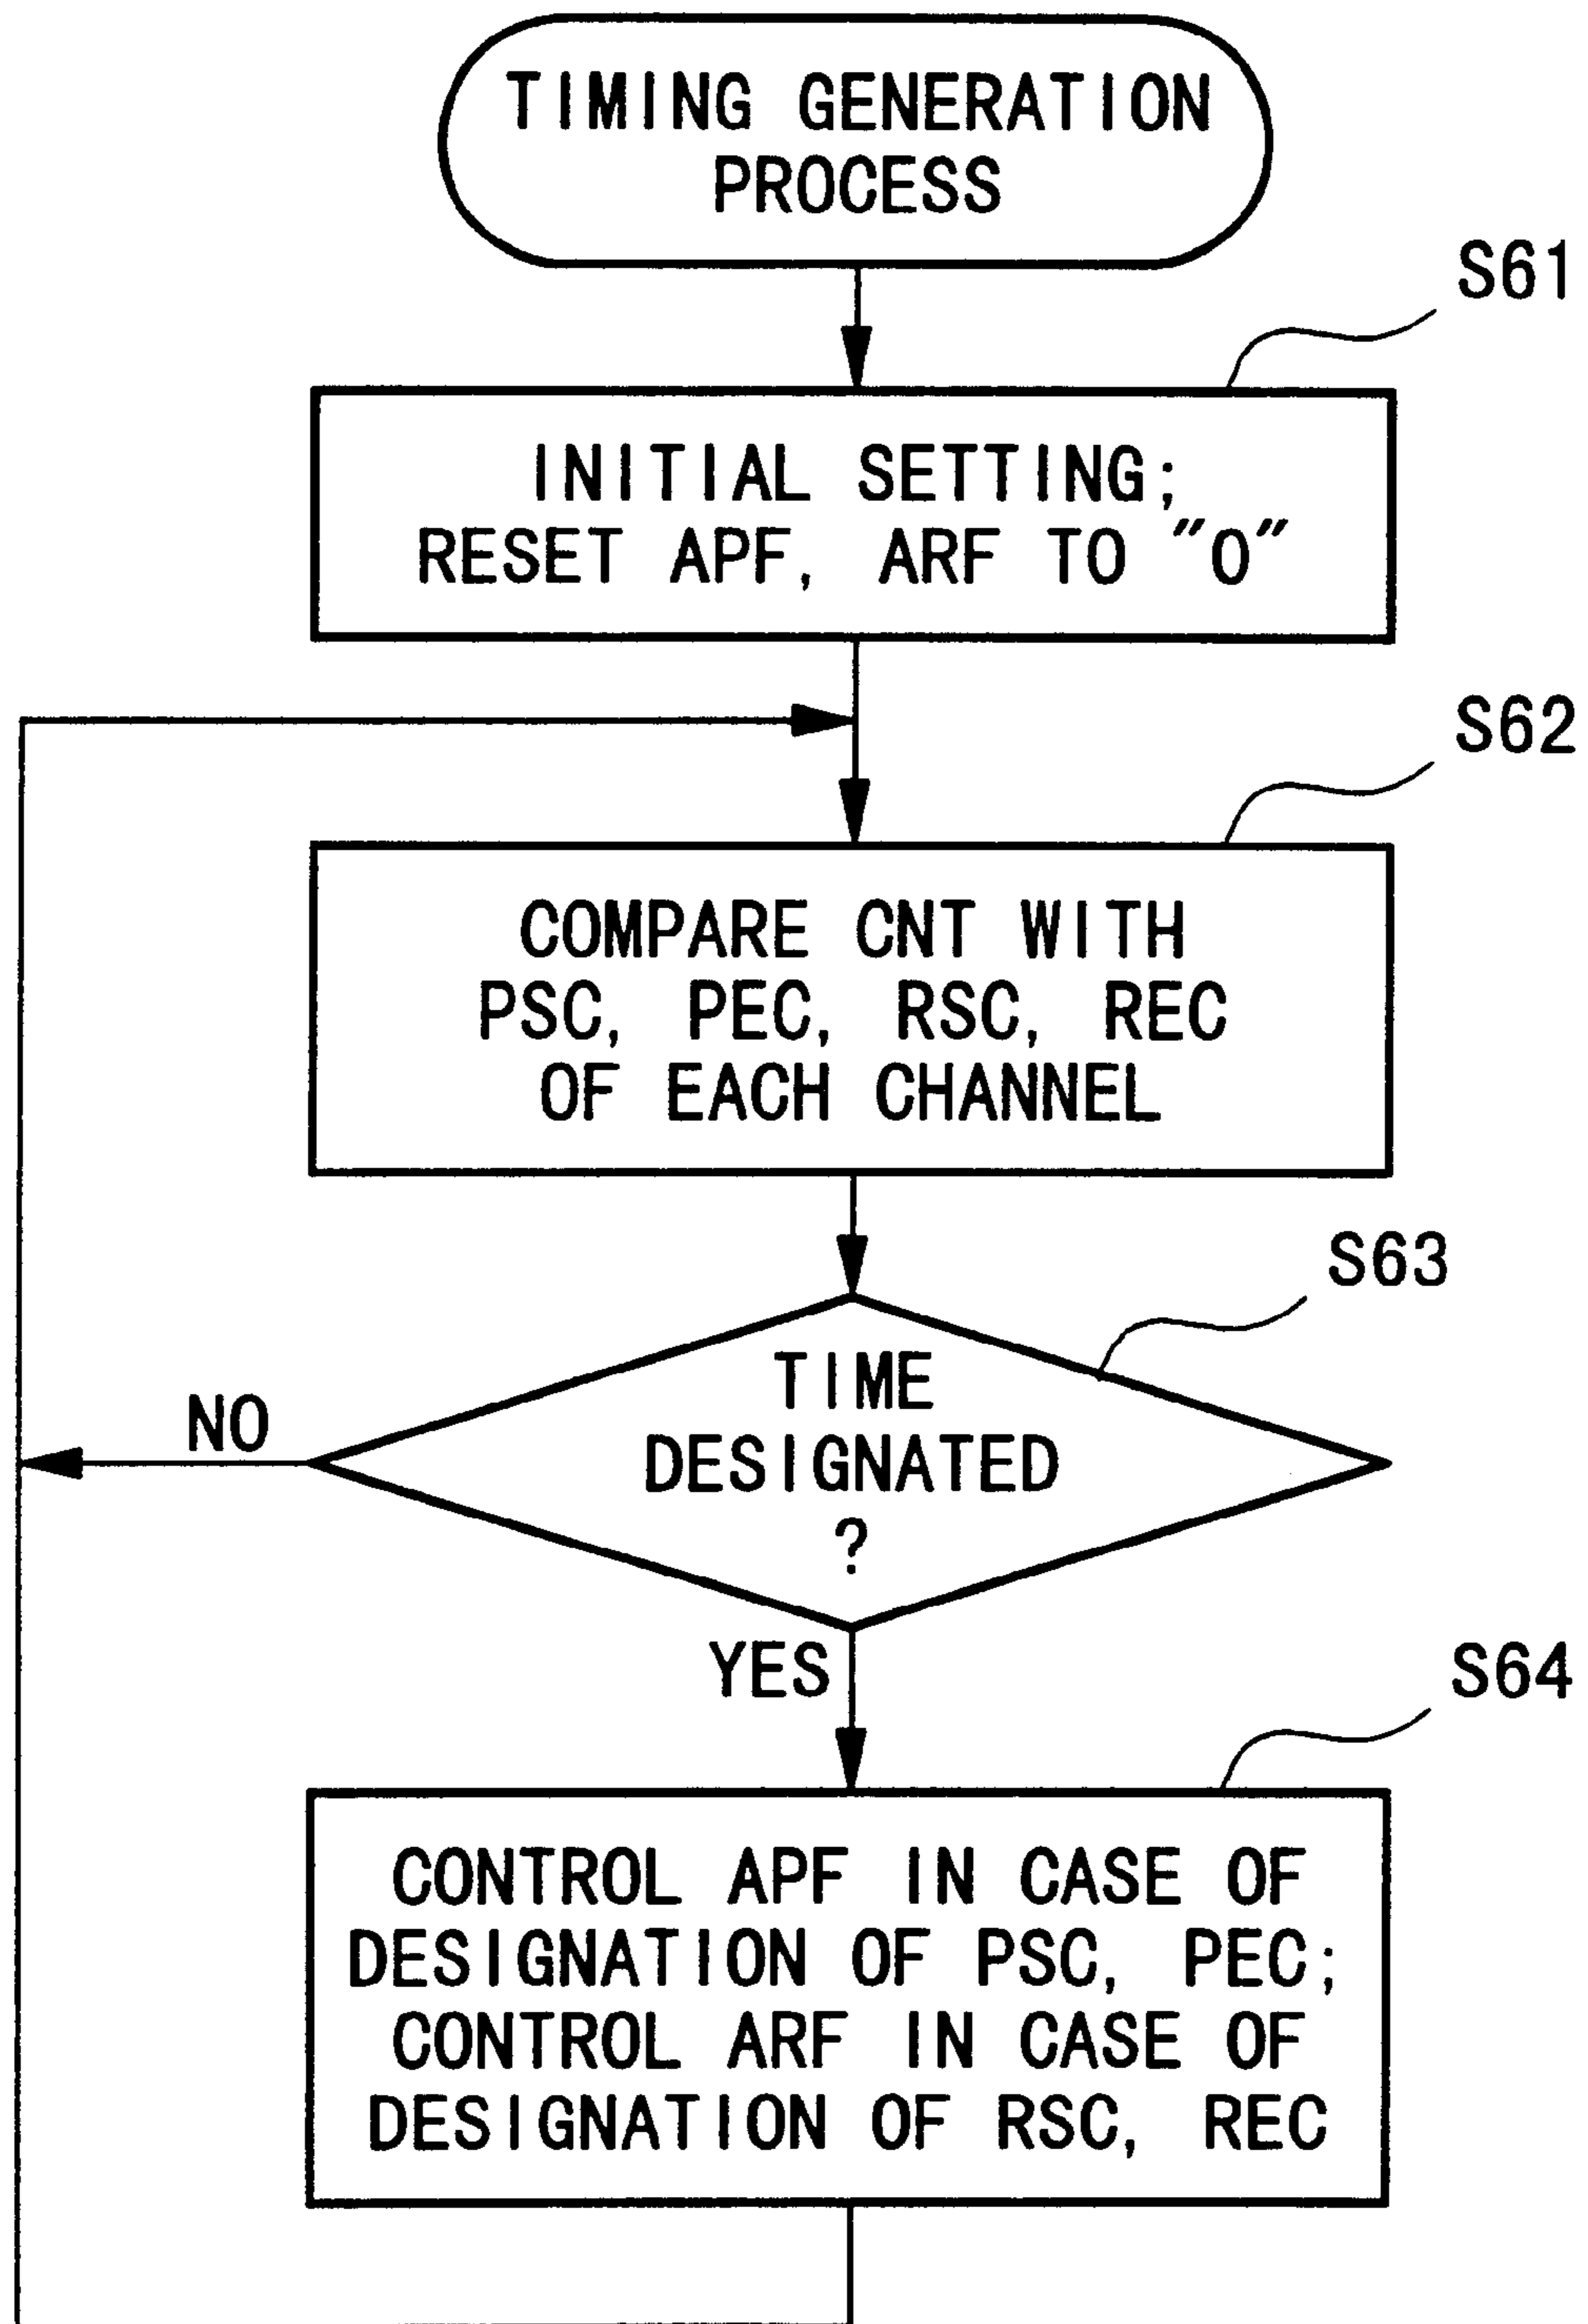 TIMING GENERATION
PROCESS
S61
INITIAL SETTING;
RESET APF, ARF TO "0"
S62
COMPARE CNT WITH
PSC, PEC, RSC, REC
OF EACH CHANNEL
S63
TIME
DESIGNATED
?
NO
YES
S64
CONTROL APF IN CASE OF
DESIGNATION OF PSC, PEC;
CONTROL ARF IN CASE OF
DESIGNATION OF RSC, REC